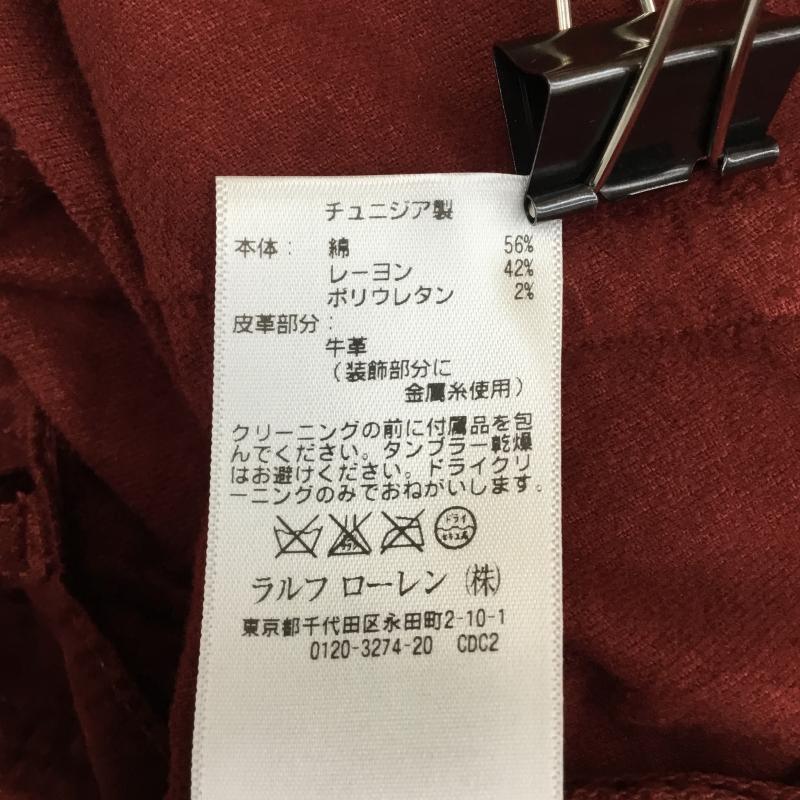 チュニジア製
本体： 綿 56%
レーヨン 42%
ポリウレタン 2%
皮革部分：
牛革
（装飾部分に
金属糸使用）
クリーニングの前に付属品を包
んでください。タンブラー乾燥
はお避けください。ドライクリ
ーニングのみでおねがいします。
ドライ
セキユ系
ラルフ ローレン（株）
東京都千代田区永田町2-10-1
0120-3274-20 CDC2